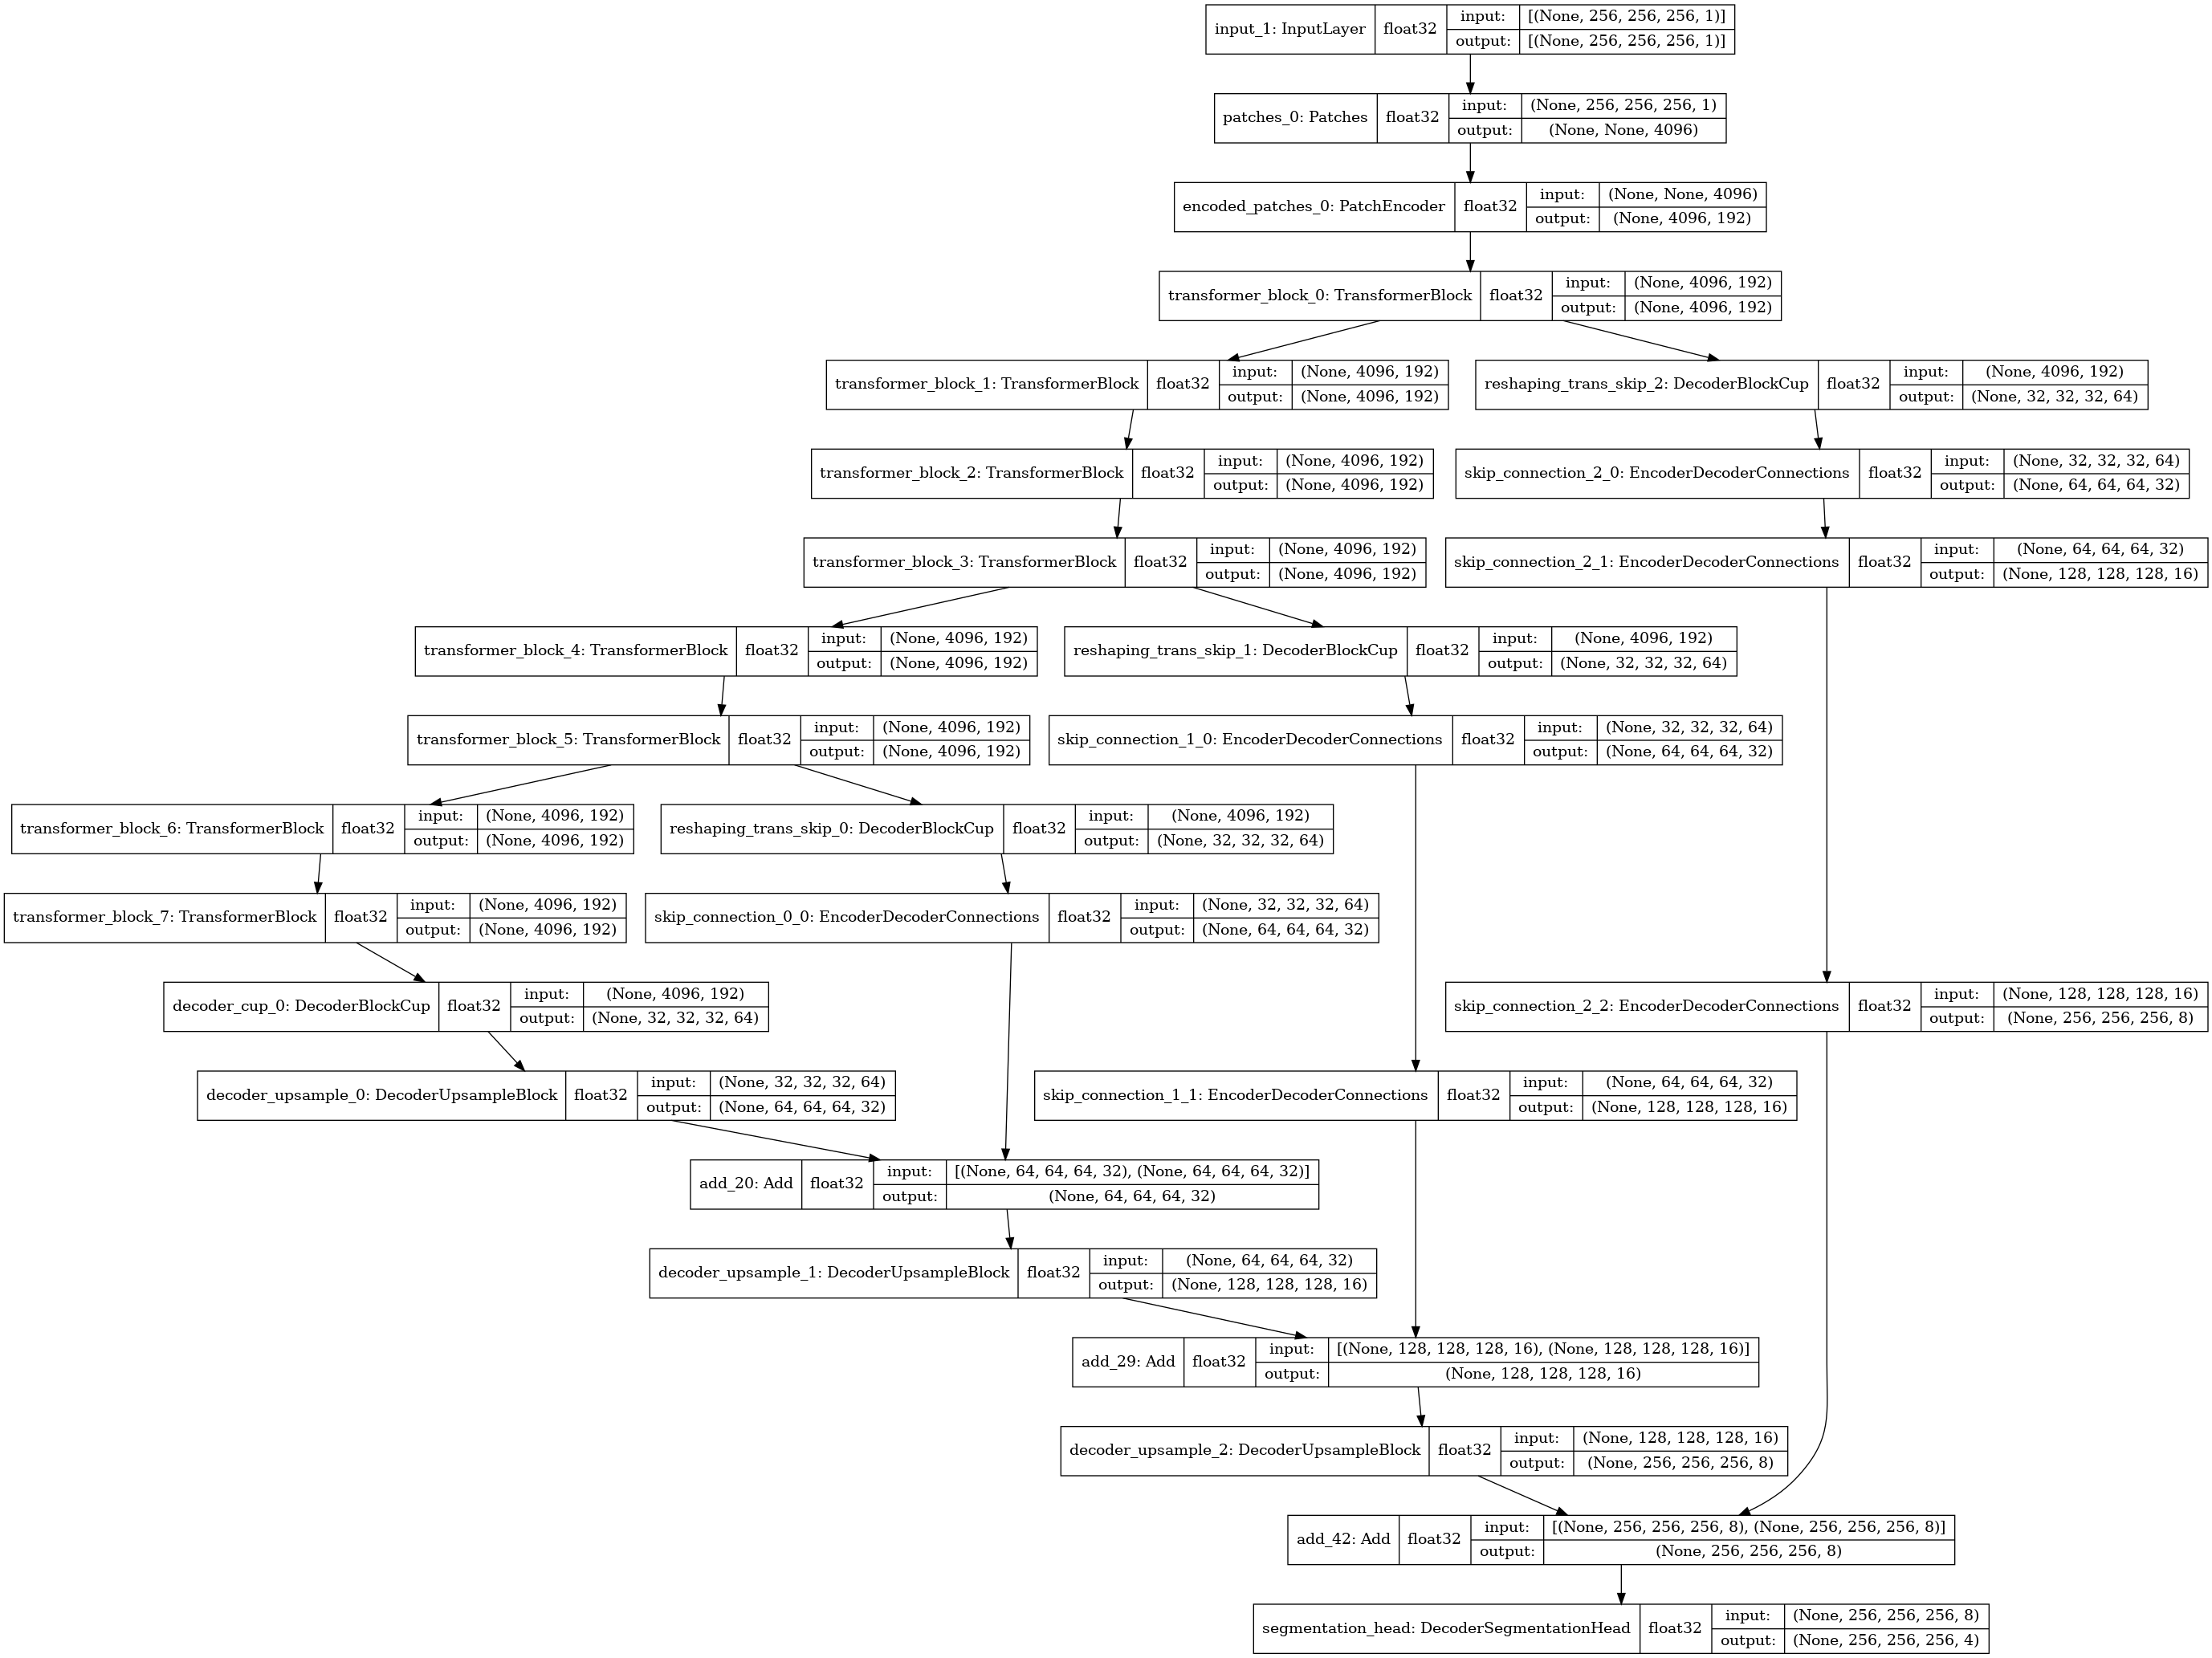 input_1: InputLayer float32 input: [(None, 256, 256, 256, 1)]
output: [(None, 256, 256, 256, 1)]
patches_0: Patches float32 input: (None, 256, 256, 256, 1)
output: (None, None, 4096)
encoded_patches_0: PatchEncoder float32 input: (None, None, 4096)
output: (None, 4096, 192)
transformer_block_0: TransformerBlock float32 input: (None, 4096, 192)
output: (None, 4096, 192)
transformer_block_1: TransformerBlock float32 input: (None, 4096, 192)
output: (None, 4096, 192)
reshaping_trans_skip_2: DecoderBlockCup float32 input: (None, 4096, 192)
output: (None, 32, 32, 32, 64)
transformer_block_2: TransformerBlock float32 input: (None, 4096, 192)
output: (None, 4096, 192)
skip_connection_2_0: EncoderDecoderConnections float32 input: (None, 32, 32, 32, 64)
output: (None, 64, 64, 64, 32)
transformer_block_3: TransformerBlock float32 input: (None, 4096, 192)
output: (None, 4096, 192)
skip_connection_2_1: EncoderDecoderConnections float32 input: (None, 64, 64, 64, 32)
output: (None, 128, 128, 128, 16)
transformer_block_4: TransformerBlock float32 input: (None, 4096, 192)
output: (None, 4096, 192)
reshaping_trans_skip_1: DecoderBlockCup float32 input: (None, 4096, 192)
output: (None, 32, 32, 32, 64)
transformer_block_5: TransformerBlock float32 input: (None, 4096, 192)
output: (None, 4096, 192)
skip_connection_1_0: EncoderDecoderConnections float32 input: (None, 32, 32, 32, 64)
output: (None, 64, 64, 64, 32)
transformer_block_6: TransformerBlock float32 input: (None, 4096, 192)
output: (None, 4096, 192)
reshaping_trans_skip_0: DecoderBlockCup float32 input: (None, 4096, 192)
output: (None, 32, 32, 32, 64)
transformer_block_7: TransformerBlock float32 input: (None, 4096, 192)
output: (None, 4096, 192)
skip_connection_0_0: EncoderDecoderConnections float32 input: (None, 32, 32, 32, 64)
output: (None, 64, 64, 64, 32)
decoder_cup_0: DecoderBlockCup float32 input: (None, 4096, 192)
output: (None, 32, 32, 32, 64)
skip_connection_2_2: EncoderDecoderConnections float32 input: (None, 128, 128, 128, 16)
output: (None, 256, 256, 256, 8)
decoder_upsample_0: DecoderUpsampleBlock float32 input: (None, 32, 32, 32, 64)
output: (None, 64, 64, 64, 32)
skip_connection_1_1: EncoderDecoderConnections float32 input: (None, 64, 64, 64, 32)
output: (None, 128, 128, 128, 16)
add_20: Add float32 input: [(None, 64, 64, 64, 32), (None, 64, 64, 64, 32)]
output: (None, 64, 64, 64, 32)
decoder_upsample_1: DecoderUpsampleBlock float32 input: (None, 64, 64, 64, 32)
output: (None, 128, 128, 128, 16)
add_29: Add float32 input: [(None, 128, 128, 128, 16), (None, 128, 128, 128, 16)]
output: (None, 128, 128, 128, 16)
decoder_upsample_2: DecoderUpsampleBlock float32 input: (None, 128, 128, 128, 16)
output: (None, 256, 256, 256, 8)
add_42: Add float32 input: [(None, 256, 256, 256, 8), (None, 256, 256, 256, 8)]
output: (None, 256, 256, 256, 8)
segmentation_head: DecoderSegmentationHead float32 input: (None, 256, 256, 256, 8)
output: (None, 256, 256, 256, 4)